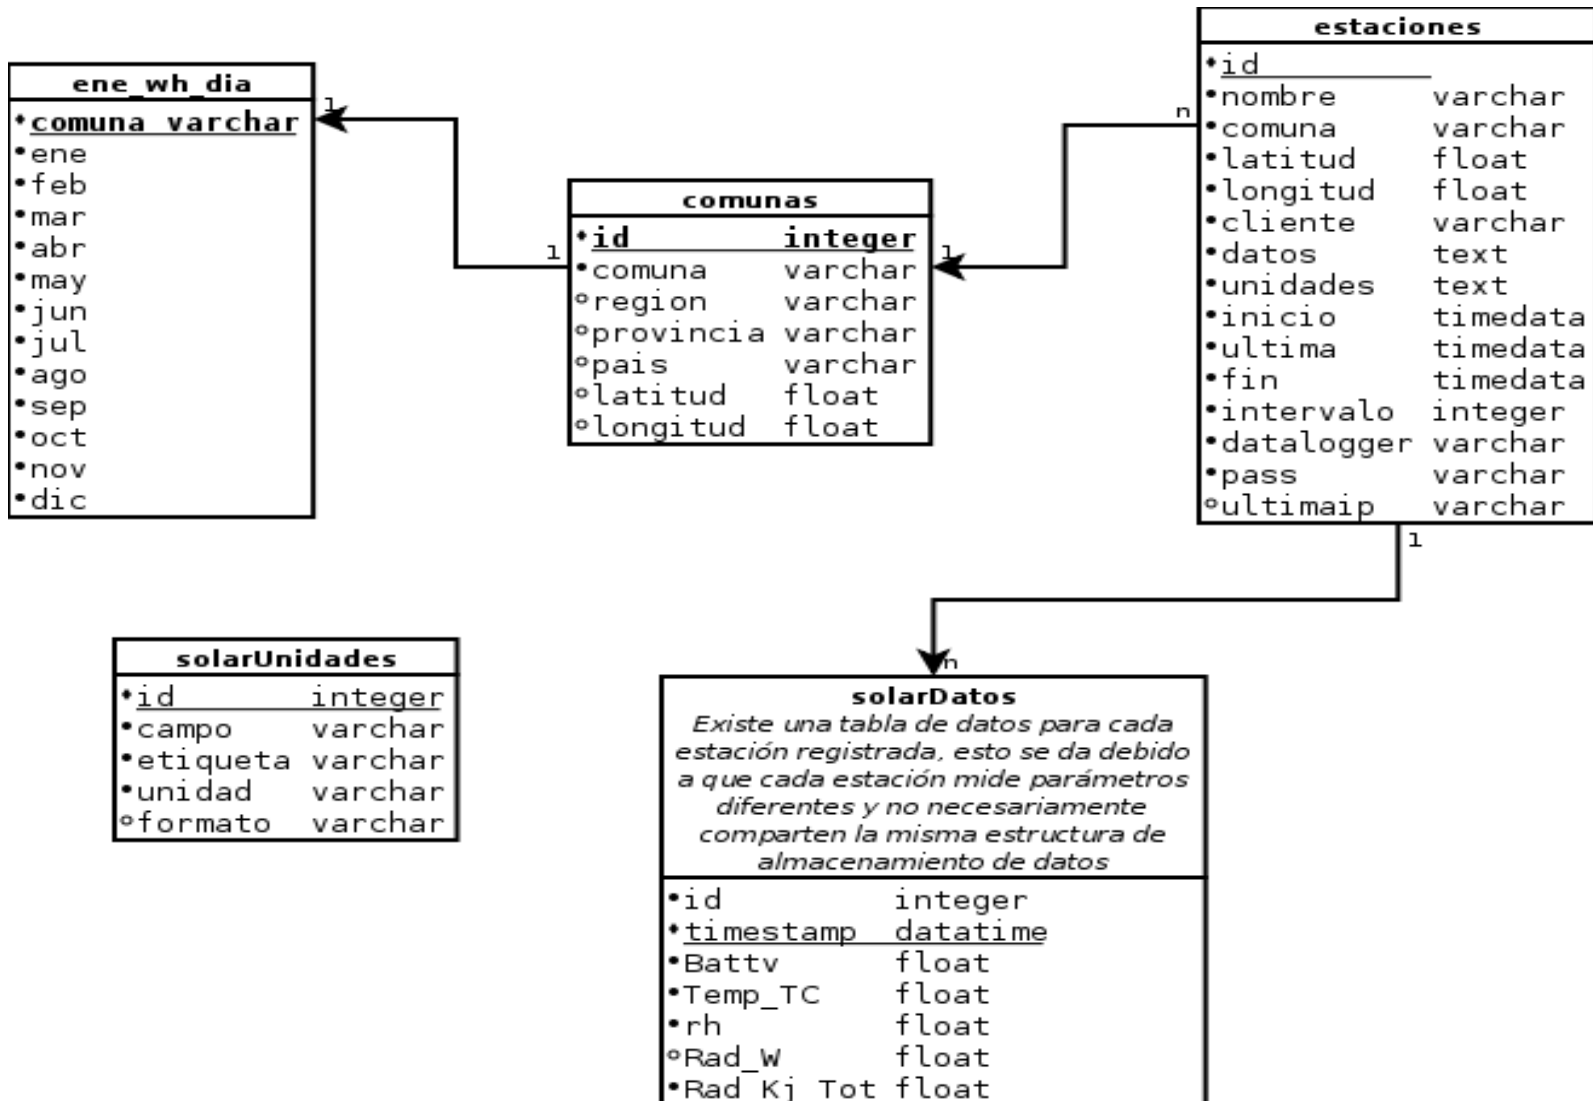 estaciones
id
nombre varchar
comuna varchar
latitud float
longitud float
cliente varchar
datos text
unidades text
inicio timedata
ultima timedata
fin timedata
intervalo integer
datalogger varchar
pass varchar
ultimaip varchar
ene_wh_dia
comuna varchar
ene
feb
mar
abr
may
jun
jul
ago
sep
oct
nov
dic
1
1
comunas
id integer
comuna varchar
region varchar
provincia varchar
pais varchar
latitud float
longitud float
1
n
1
n
solarUnidades
id integer
campo varchar
etiqueta varchar
unidad varchar
formato varchar
solarDatos
Existe una tabla de datos para cada
estación registrada, esto se da debido
a que cada estación mide parámetros
diferentes y no necesariamente
comparten la misma estructura de
almacenamiento de datos
id integer
timestamp datatime
Battv float
Temp_TC float
rh float
Rad_W float
Rad_Kj_Tot float